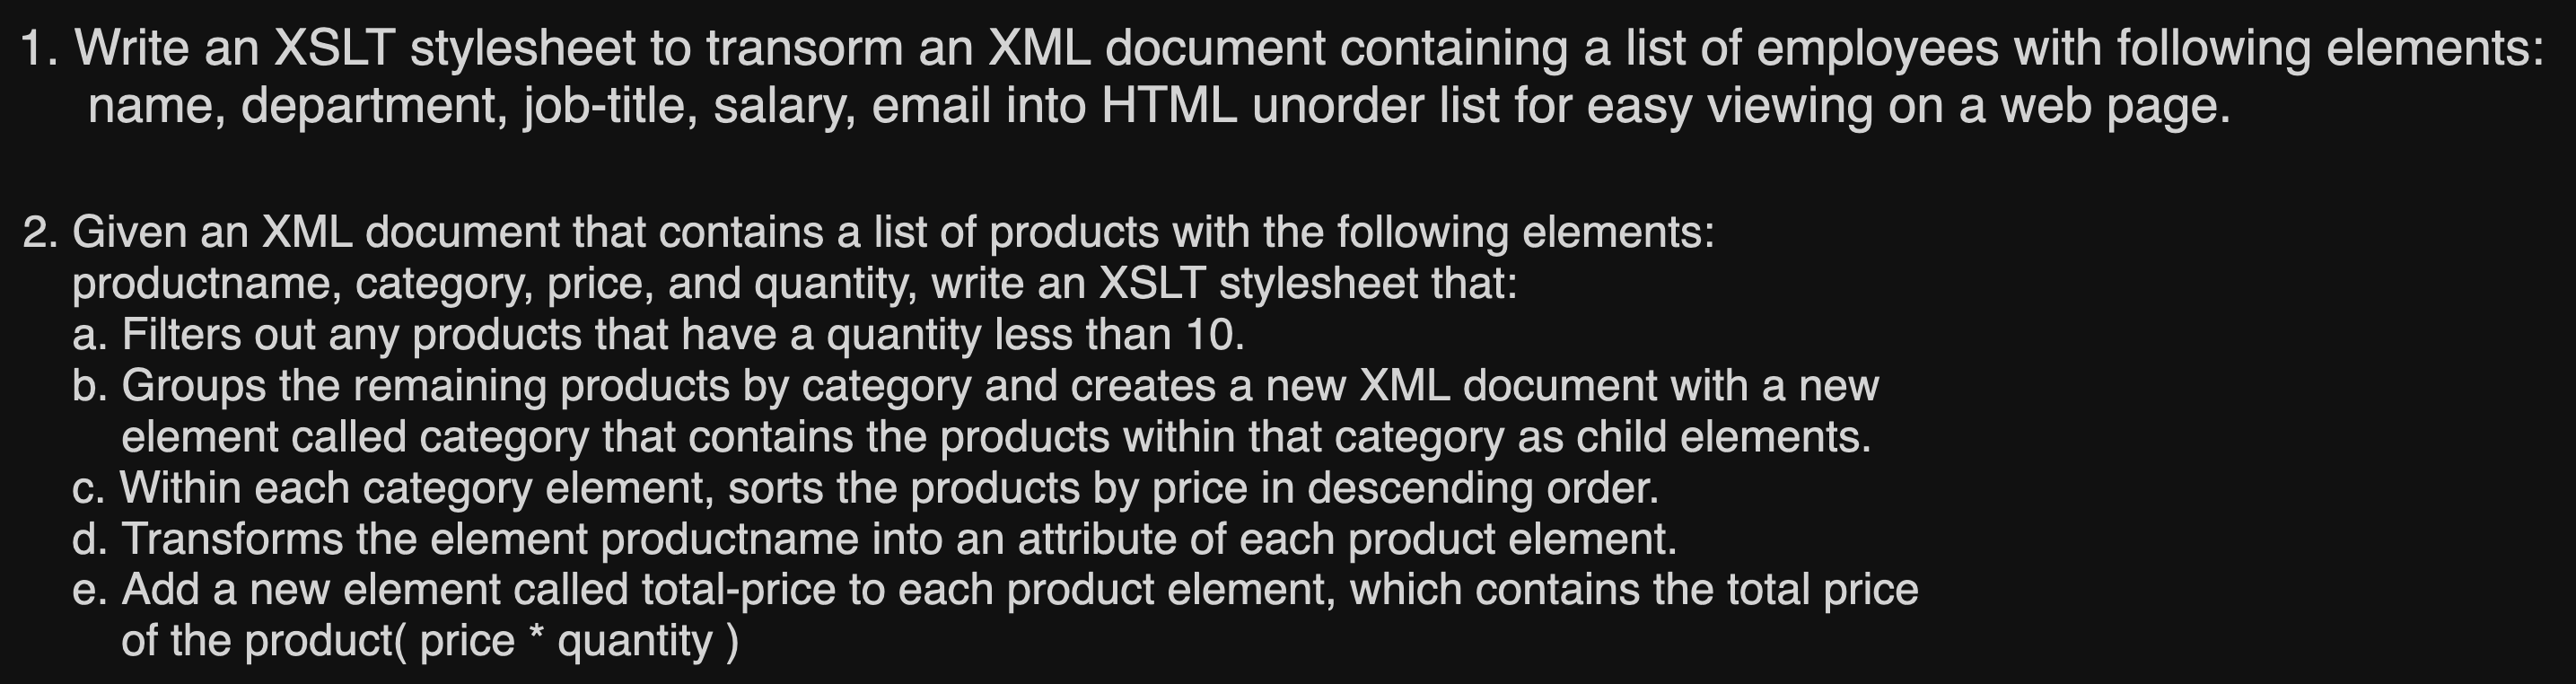 1. Write an XSLT stylesheet to transorm an XML document containing a list of employees with following elements:
name, department, job-title, salary, email into HTML unorder list for easy viewing on a web page.
2. Given an XML document that contains a list of products with the following elements:
productname, category, price, and quantity, write an XSLT stylesheet that:
a. Filters out any products that have a quantity less than 10.
b. Groups the remaining products by category and creates a new XML document with a new
element called category that contains the products within that category as child elements.
c. Within each category element, sorts the products by price in descending order.
d. Transforms the element productname into an attribute of each product element.
e. Add a new element called total-price to each product element, which contains the total price
of the product( price * quantity )